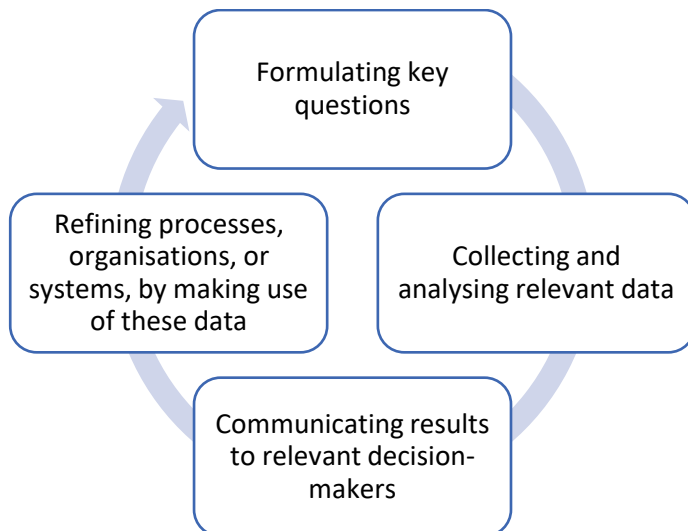 Formulating key
questions
Collecting and
analysing relevant data
Communicating results
to relevant decision-
makers
Refining processes,
organisations, or
systems, by making use
of these data